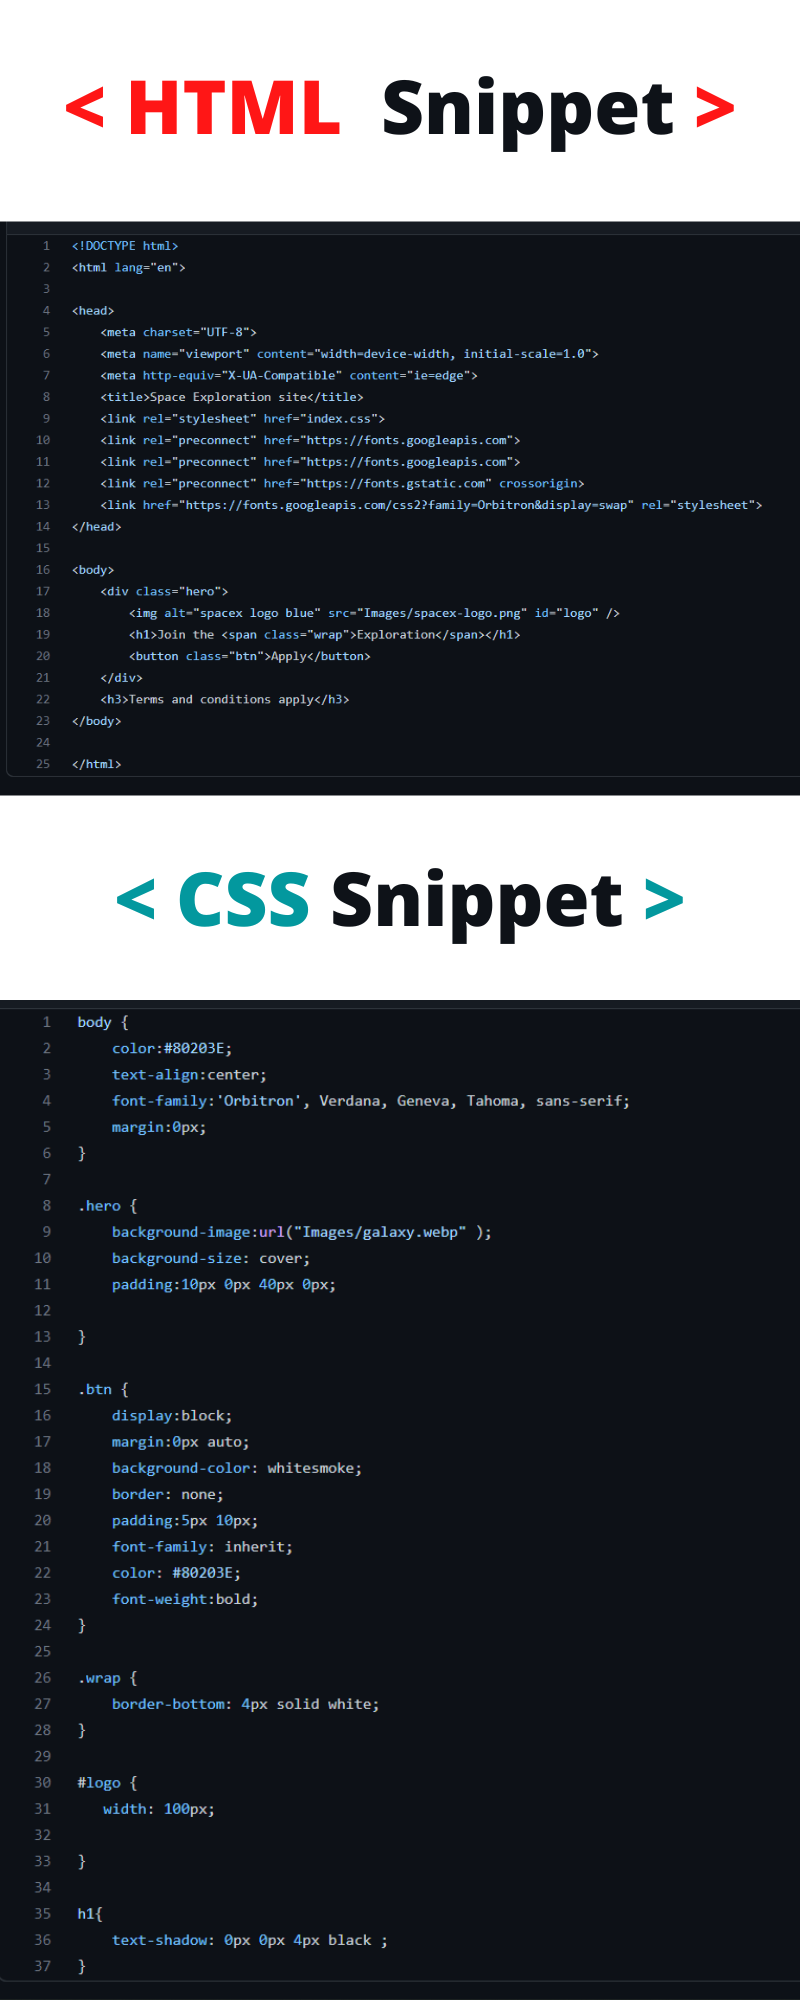 < HTML  Snippet >
1 <!DOCTYPE html>
2 <html lang="en">
3
4 <head>
5     <meta charset="UTF-8">
6     <meta name="viewport" content="width=device-width, initial-scale=1.0">
7     <meta http-equiv="X-UA-Compatible" content="ie=edge">
8     <title>Space Exploration site</title>
9     <link rel="stylesheet" href="index.css">
10     <link rel="preconnect" href="https://fonts.googleapis.com">
11     <link rel="preconnect" href="https://fonts.googleapis.com">
12     <link rel="preconnect" href="https://fonts.gstatic.com" crossorigin>
13     <link href="https://fonts.googleapis.com/css2?family=Orbitron&display=swap" rel="stylesheet">
14 </head>
15
16 <body>
17     <div class="hero">
18         <img alt="spacex logo blue" src="Images/spacex-logo.png" id="logo" />
19         <h1>Join the <span class="wrap">Exploration</span></h1>
20         <button class="btn">Apply</button>
21     </div>
22     <h3>Terms and conditions apply</h3>
23 </body>
24
25 </html>
< CSS Snippet >
1 body {
2     color:#80203E;
3     text-align:center;
4     font-family:'Orbitron', Verdana, Geneva, Tahoma, sans-serif;
5     margin:0px;
6 }
7
8 .hero {
9     background-image:url("Images/galaxy.webp" );
10     background-size: cover;
11     padding:10px 0px 40px 0px;
12
13 }
14
15 .btn {
16     display:block;
17     margin:0px auto;
18     background-color: whitesmoke;
19     border: none;
20     padding:5px 10px;
21     font-family: inherit;
22     color: #80203E;
23     font-weight:bold;
24 }
25
26 .wrap {
27     border-bottom: 4px solid white;
28 }
29
30 #logo {
31    width: 100px;
32
33 }
34
35 h1{
36     text-shadow: 0px 0px 4px black ;
37 }